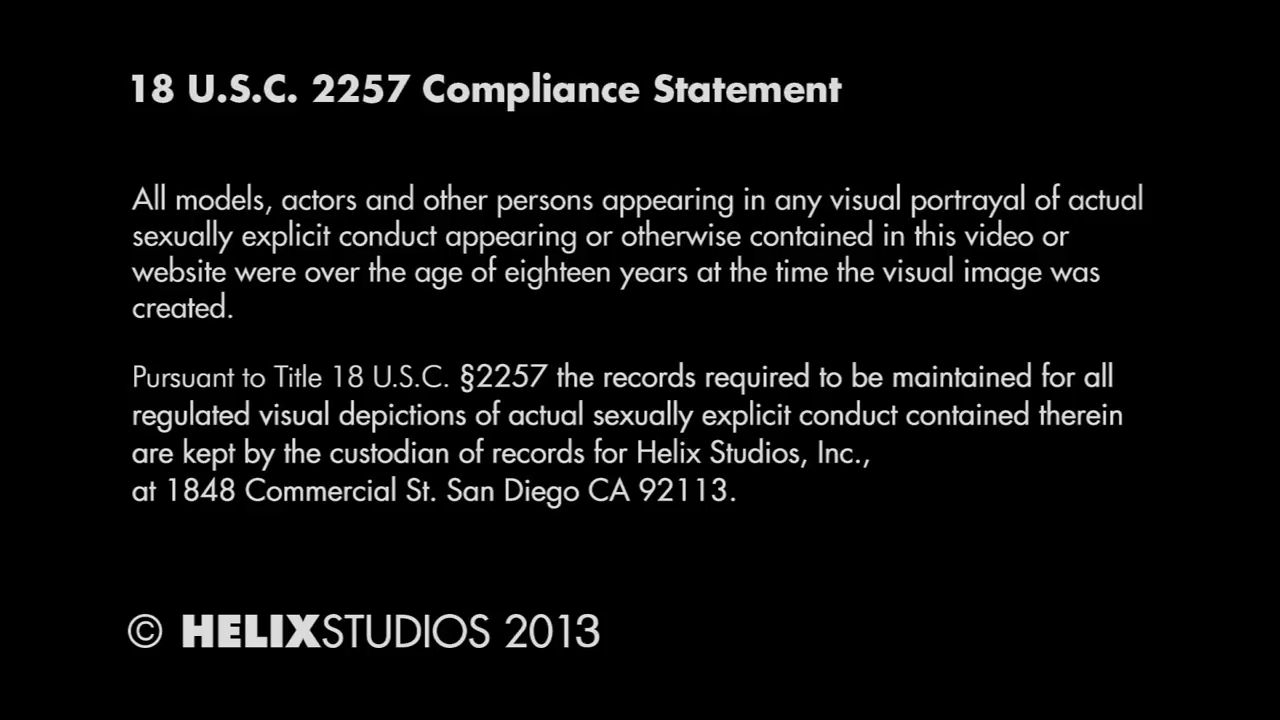 18 U.S.C. 2257 Compliance Statement
All models, actors and other persons appearing in any visual portrayal of actual
sexually explicit conduct appearing or otherwise contained in this video or
website were over the age of eighteen years at the time the visual image was
created.
Pursuant to Title 18 U.S.C. §2257 the records required to be maintained for all
regulated visual depictions of actual sexually explicit conduct contained therein
are kept by the custodian of records for Helix Studios, Inc.,
at 1848 Commercial St. San Diego CA 92113.
© HELIXSTUDIOS 2013